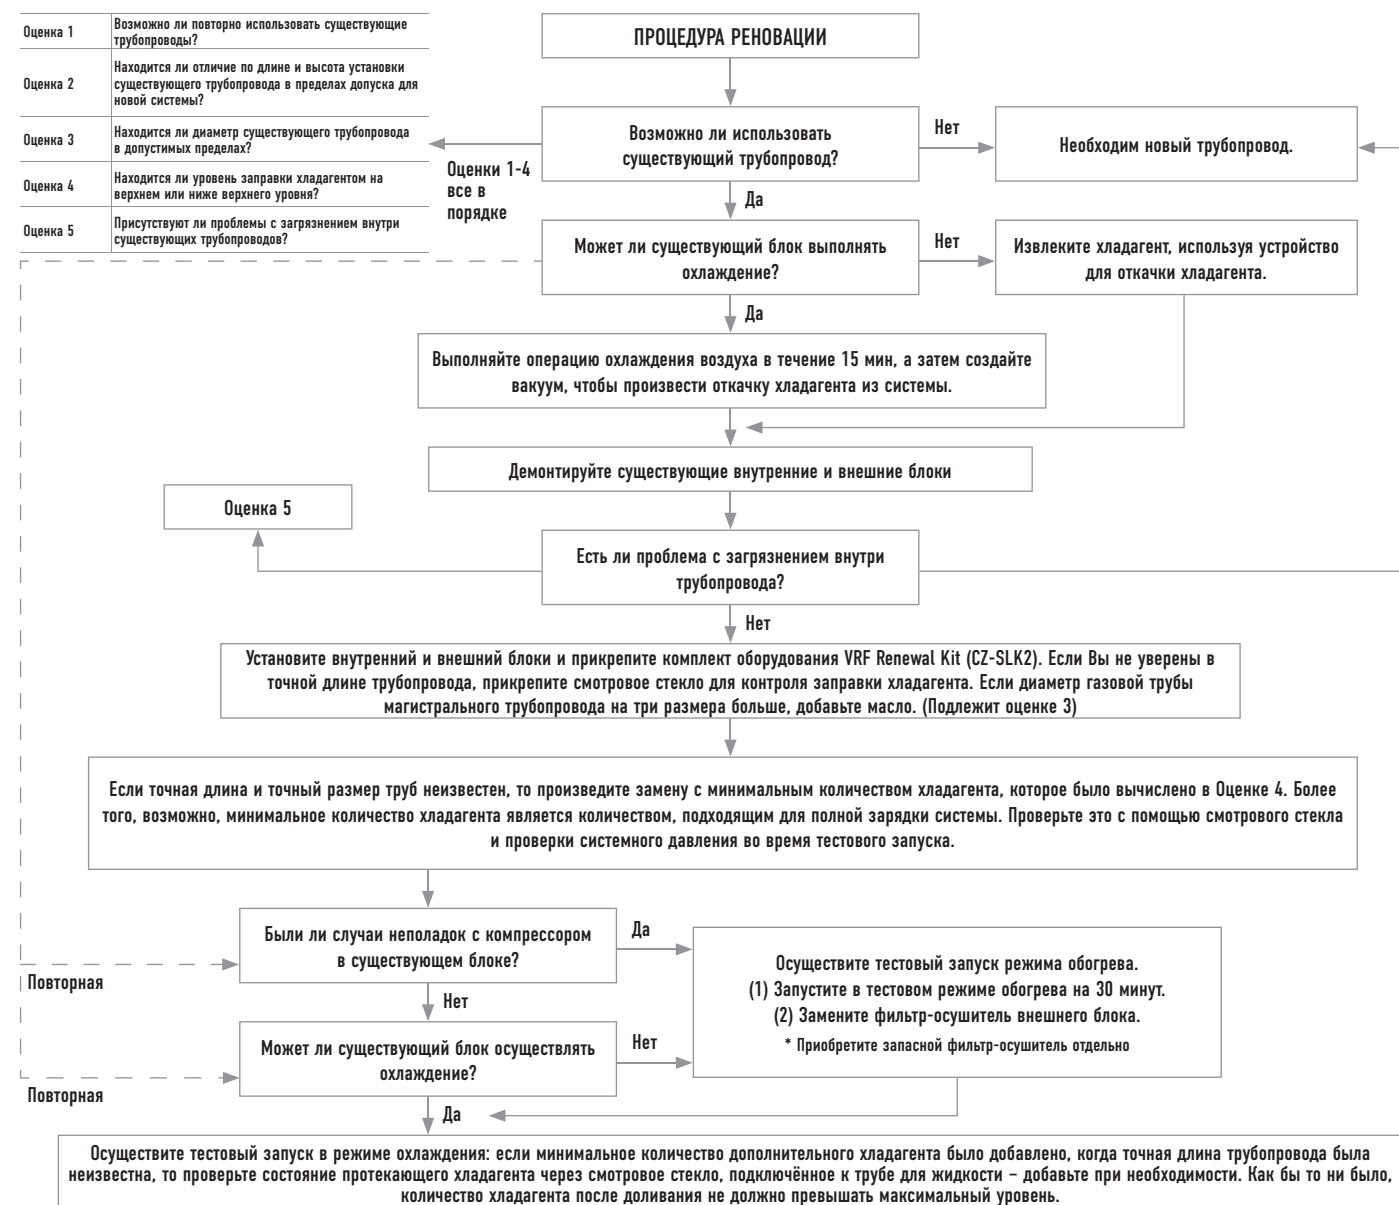 Оценка 1
Возможно ли повторно использовать существующие
трубопроводы?
Оценка 2
Находится ли отличие по длине и высота установки
существующего трубопровода в пределах допуска для
новой системы?
Оценка 3
Находится ли диаметр существующего трубопровода
в допустимых пределах?
Оценка 4
Находится ли уровень заправки хладагентом на
верхнем или ниже верхнего уровня?
Оценка 5
Присутствуют ли проблемы с загрязнением внутри
существующих трубопроводов?
ПРОЦЕДУРА РЕНОВАЦИИ
Возможно ли использовать
существующий трубопровод?
Нет
Необходим новый трубопровод.
Оценки 1-4
все в
порядке
Да
Может ли существующий блок выполнять
охлаждение?
Нет
Извлеките хладагент, используя устройство
для откачки хладагента.
Да
Выполняйте операцию охлаждения воздуха в течение 15 мин, а затем создайте
вакуум, чтобы произвести откачку хладагента из системы.
Демонтируйте существующие внутренние и внешние блоки
Оценка 5
Есть ли проблема с загрязнением внутри
трубопровода?
Нет
Установите внутренний и внешний блоки и прикрепите комплект оборудования VRF Renewal Kit (CZ-SLK2). Если Вы не уверены в
точной длине трубопровода, прикрепите смотровое стекло для контроля заправки хладагента. Если диаметр газовой трубы
магистрального трубопровода на три размера больше, добавьте масло. (Подлежит оценке 3)
Если точная длина и точный размер труб неизвестен, то произведите замену с минимальным количеством хладагента, которое было вычислено в Оценке 4. Более
того, возможно, минимальное количество хладагента является количеством, подходящим для полной зарядки системы. Проверьте это с помощью смотрового стекла
и проверки системного давления во время тестового запуска.
Были ли случаи неполадок с компрессором
в существующем блоке?
Да
Повторная
Нет
Осуществите тестовый запуск режима обогрева.
(1) Запустите в тестовом режиме обогрева на 30 минут.
(2) Замените фильтр-осушитель внешнего блока.
* Приобретите запасной фильтр-осушитель отдельно
Может ли существующий блок осуществлять
охлаждение?
Нет
Повторная
Да
Осуществите тестовый запуск в режиме охлаждения: если минимальное количество дополнительного хладагента было добавлено, когда точная длина трубопровода была
неизвестна, то проверьте состояние протекающего хладагента через смотровое стекло, подключённое к трубе для жидкости – добавьте при необходимости. Как бы то ни было,
количество хладагента после доливания не должно превышать максимальный уровень.